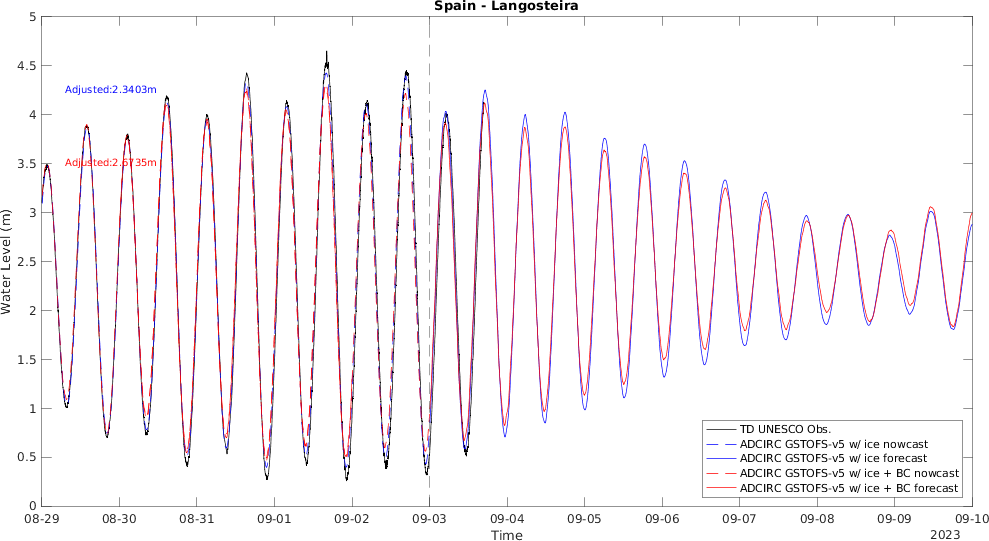 Spain - Langosteira
5
4.5
4
3.5
3
2.5
2
1.5
1
0.5
0
Water Level (m)
Adjusted:2.3403m
Adjusted:2.6735m
TD UNESCO Obs.
ADCIRC GSTOFS-v5 w/ ice nowcast
ADCIRC GSTOFS-v5 w/ ice forecast
ADCIRC GSTOFS-v5 w/ ice + BC nowcast
ADCIRC GSTOFS-v5 w/ ice + BC forecast
08-29 08-30 08-31 09-01 09-02 09-03 09-04 09-05 09-06 09-07 09-08 09-09 09-10
Time 2023